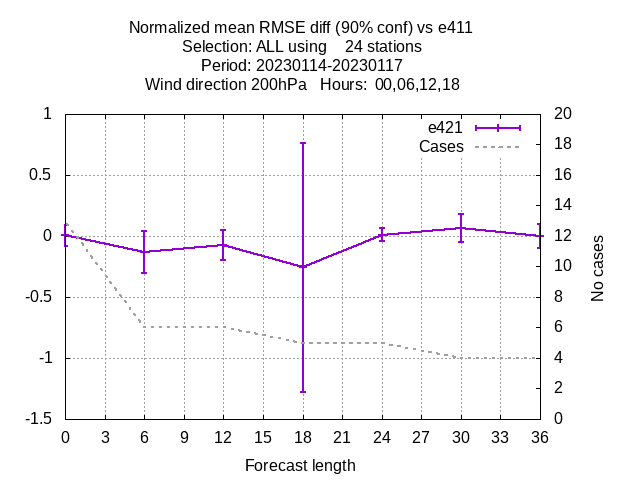 Normalized mean RMSE diff (90% conf) vs e411
Selection: ALL using    24 stations
Period: 20230114-20230117
Wind direction 200hPa   Hours:  00,06,12,18
e421
Cases
1
0.5
0
-0.5
-1
-1.5
20
18
16
14
12
10
8
6
4
2
0
No cases
0 3 6 9 12 15 18 21 24 27 30 33 36
Forecast length